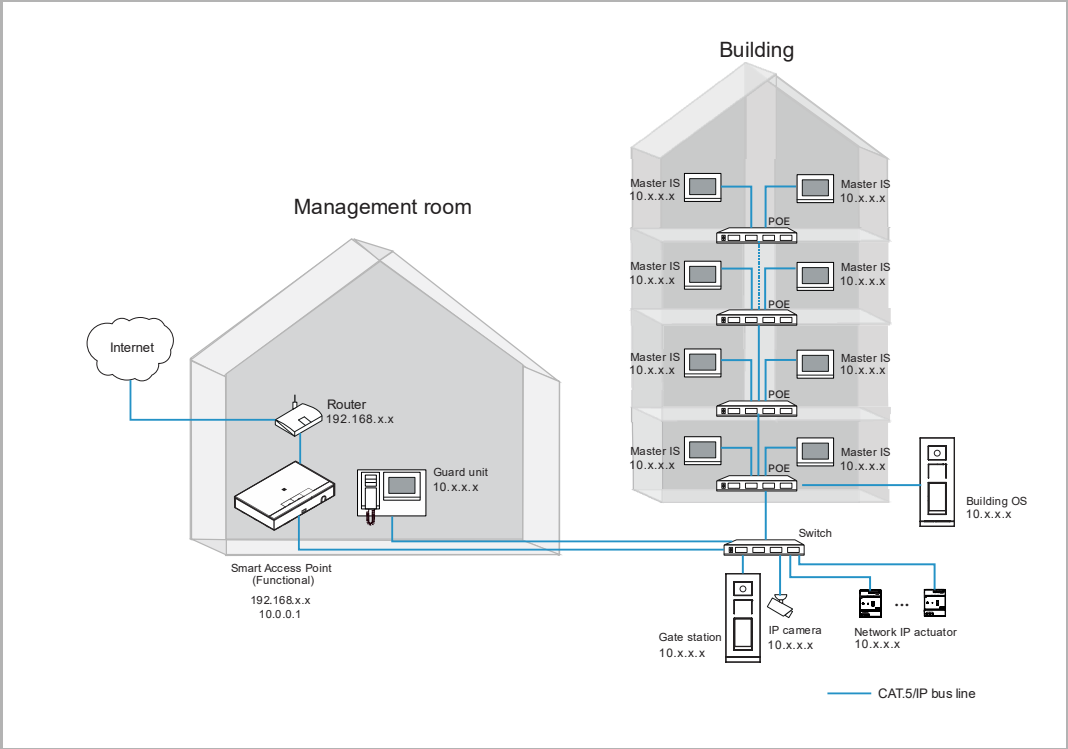 Building
Management room
Master IS
10.x.x.x
Master IS
10.x.x.x
POE
Master IS
10.x.x.x
Master IS
10.x.x.x
POE
Master IS
10.x.x.x
Master IS
10.x.x.x
POE
Master IS
10.x.x.x
Master IS
10.x.x.x
POE
Internet
Router
192.168.x.x
Guard unit
10.x.x.x
Building OS
10.x.x.x
Switch
Smart Access Point
(Functional)
192.168.x.x
10.0.0.1
Gate station
10.x.x.x
IP camera
10.x.x.x
...
Network IP actuator
10.x.x.x
CAT.5/IP bus line